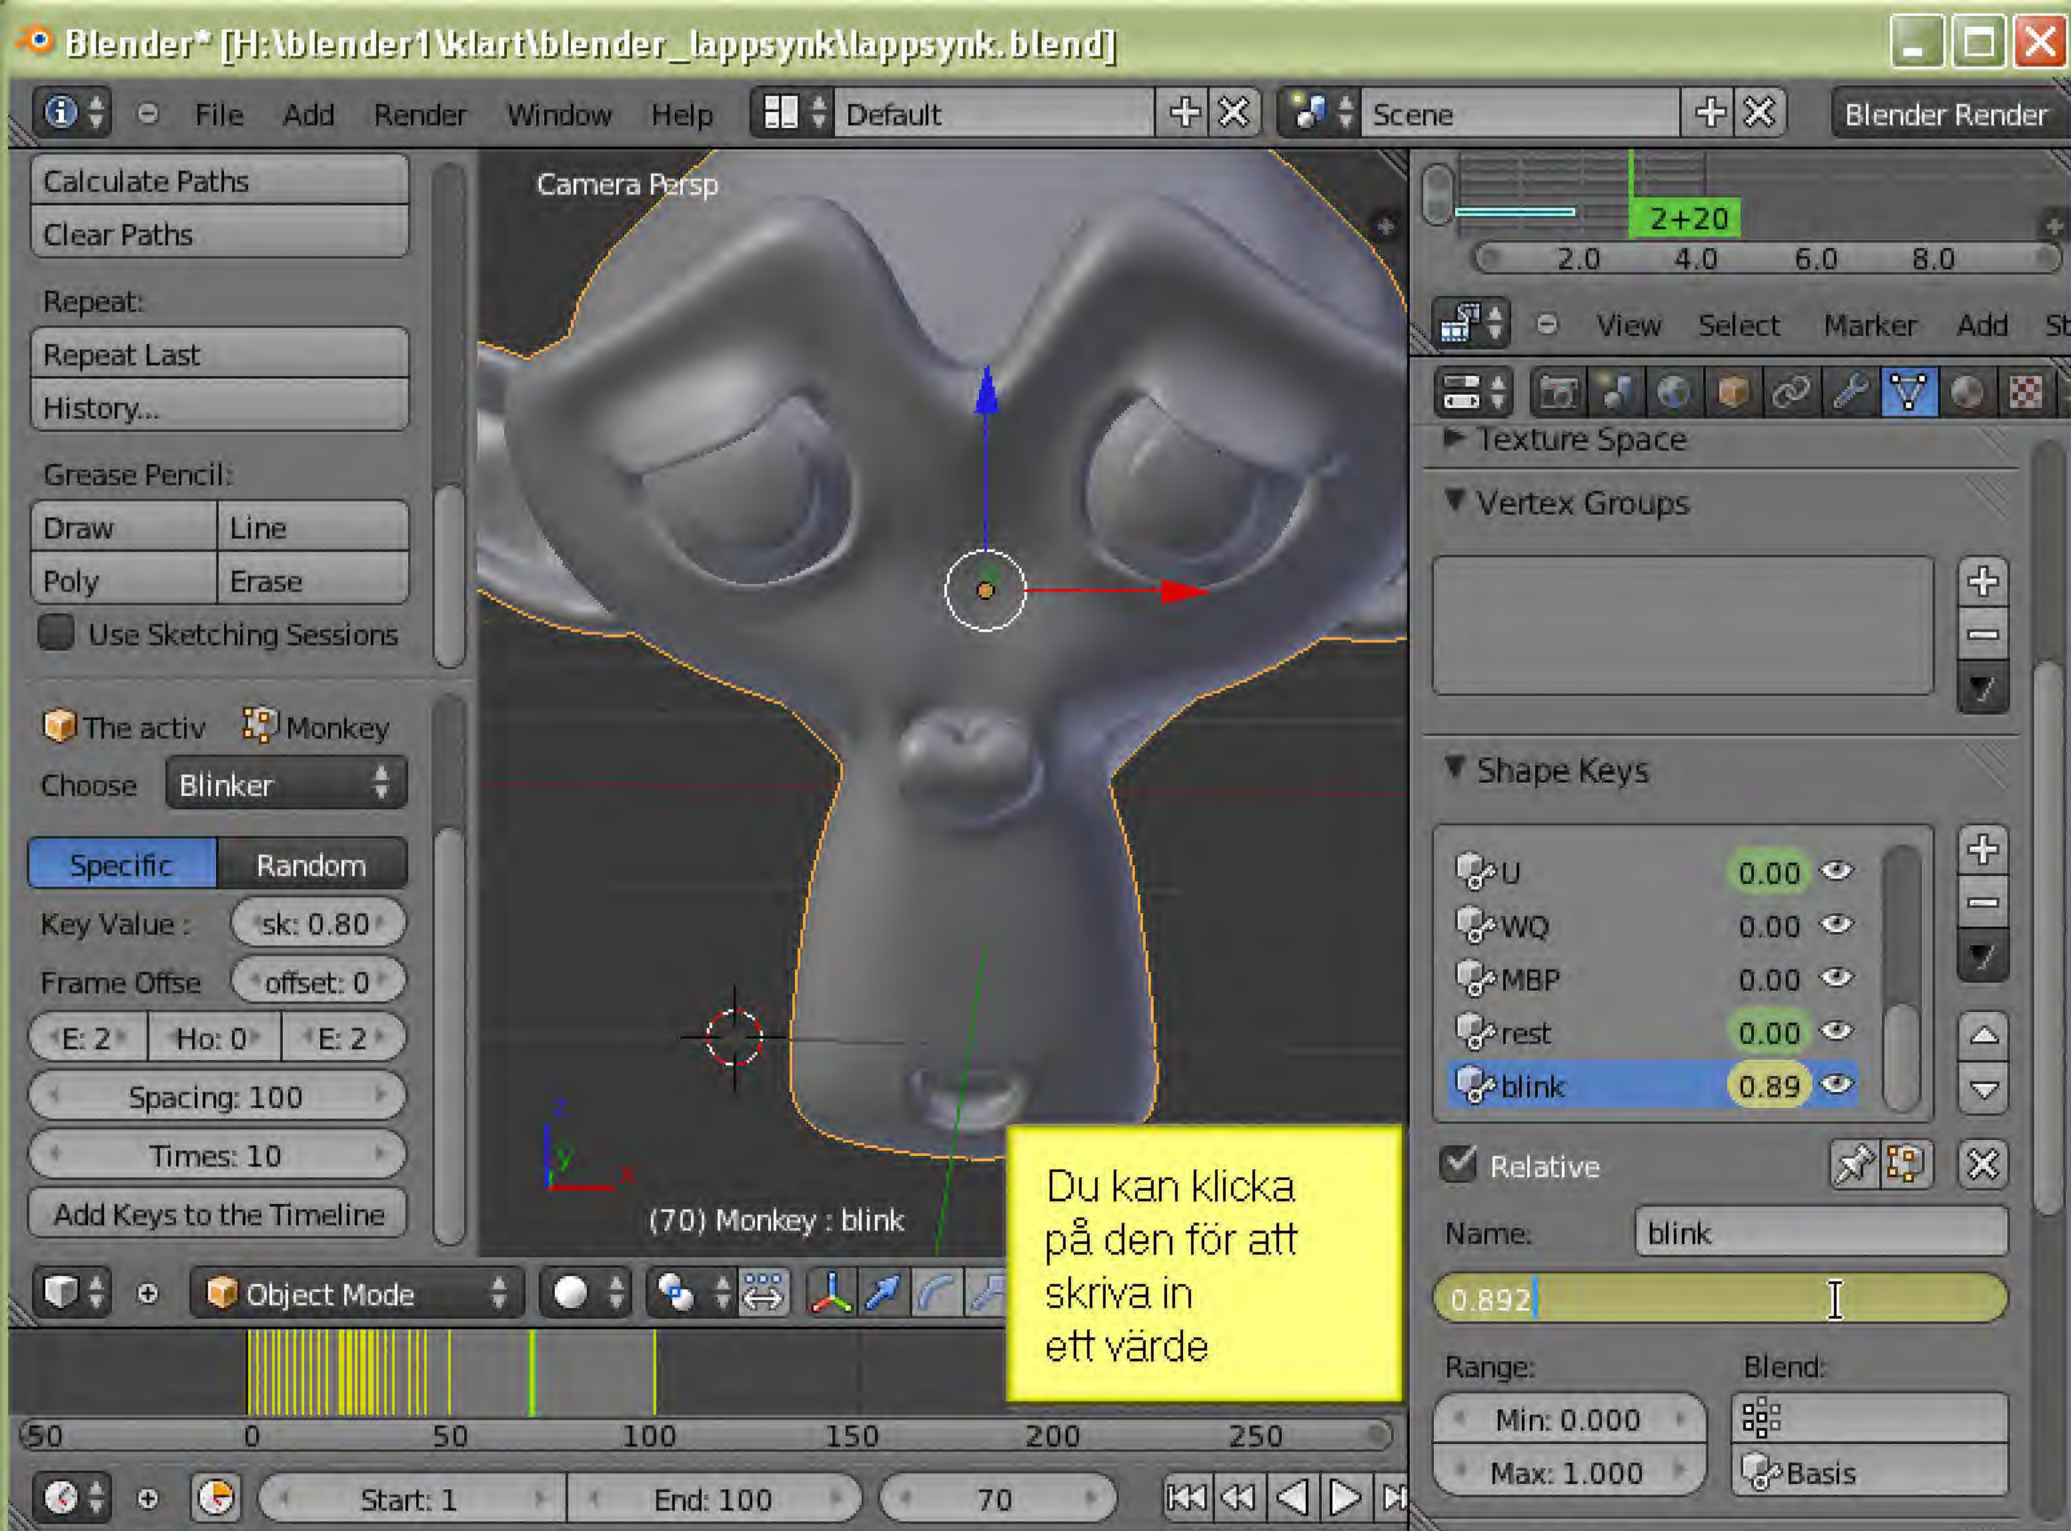 Blender* [H:\blender1\klart\blender_lappsynk\lappsynk.blend]
File Add Render Window Help Default Scene Blender Render
Calculate Paths
Clear Paths
Repeat:
Repeat Last
History...
Grease Pencil:
Draw Line
Poly Erase
Use Sketching Sessions
The activ Monkey
Choose Blinker
Specific Random
Key Value : sk: 0.80
Frame Offse offset: 0
E: 2 Ho: 0 E: 2
Spacing: 100
Times: 10
Add Keys to the Timeline
Camera Persp
z
y
x
(70) Monkey : blink
Object Mode
Du kan klicka
på den för att
skriva in
ett värde
2+20
2.0 4.0 6.0 8.0
View Select Marker Add St
Texture Space
Vertex Groups
Shape Keys
U 0.00
WQ 0.00
MBP 0.00
rest 0.00
blink 0.89
Relative
Name: blink
0.892
Range: Blend:
Min: 0.000
Max: 1.000 Basis
-50 0 50 100 150 200 250
Start: 1 End: 100 70